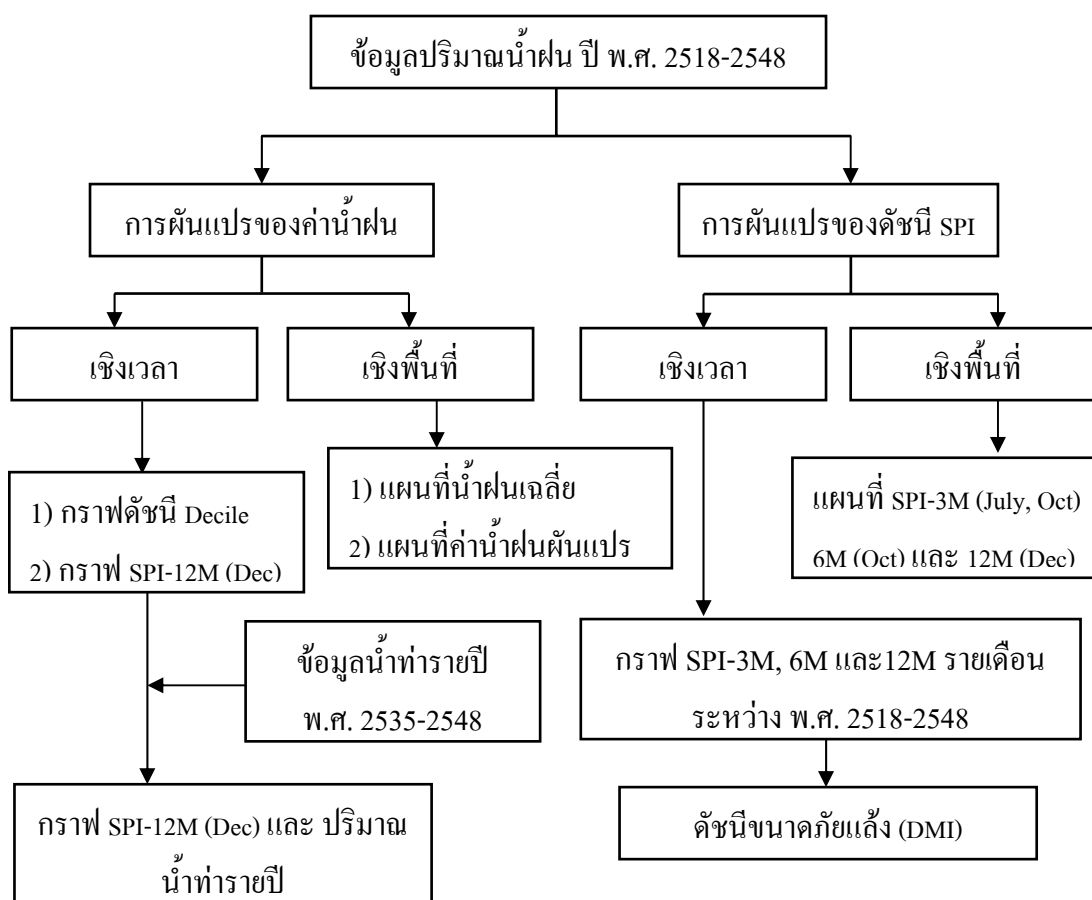 ข้อมูลปริมาณน้ำฝน ปี พ.ศ. 2518-2548
การผันแปรของค่าน้ำฝน
การผันแปรของดัชนี SPI
เชิงเวลา
เชิงพื้นที่
เชิงเวลา
เชิงพื้นที่
1) กราฟดัชนี Decile
2) กราฟ SPI-12M (Dec)
1) แผนที่น้ำฝนเฉลี่ย
2) แผนที่ค่าน้ำฝนผันแปร
แผนที่ SPI-3M (July, Oct)
6M (Oct) และ 12M (Dec)
ข้อมูลน้ำท่ารายปี
พ.ศ. 2535-2548
กราฟ SPI-3M, 6M และ12M รายเดือน
ระหว่าง พ.ศ. 2518-2548
กราฟ SPI-12M (Dec) และ ปริมาณ
น้ำท่ารายปี
ดัชนีขนาดภัยแล้ง (DMI)